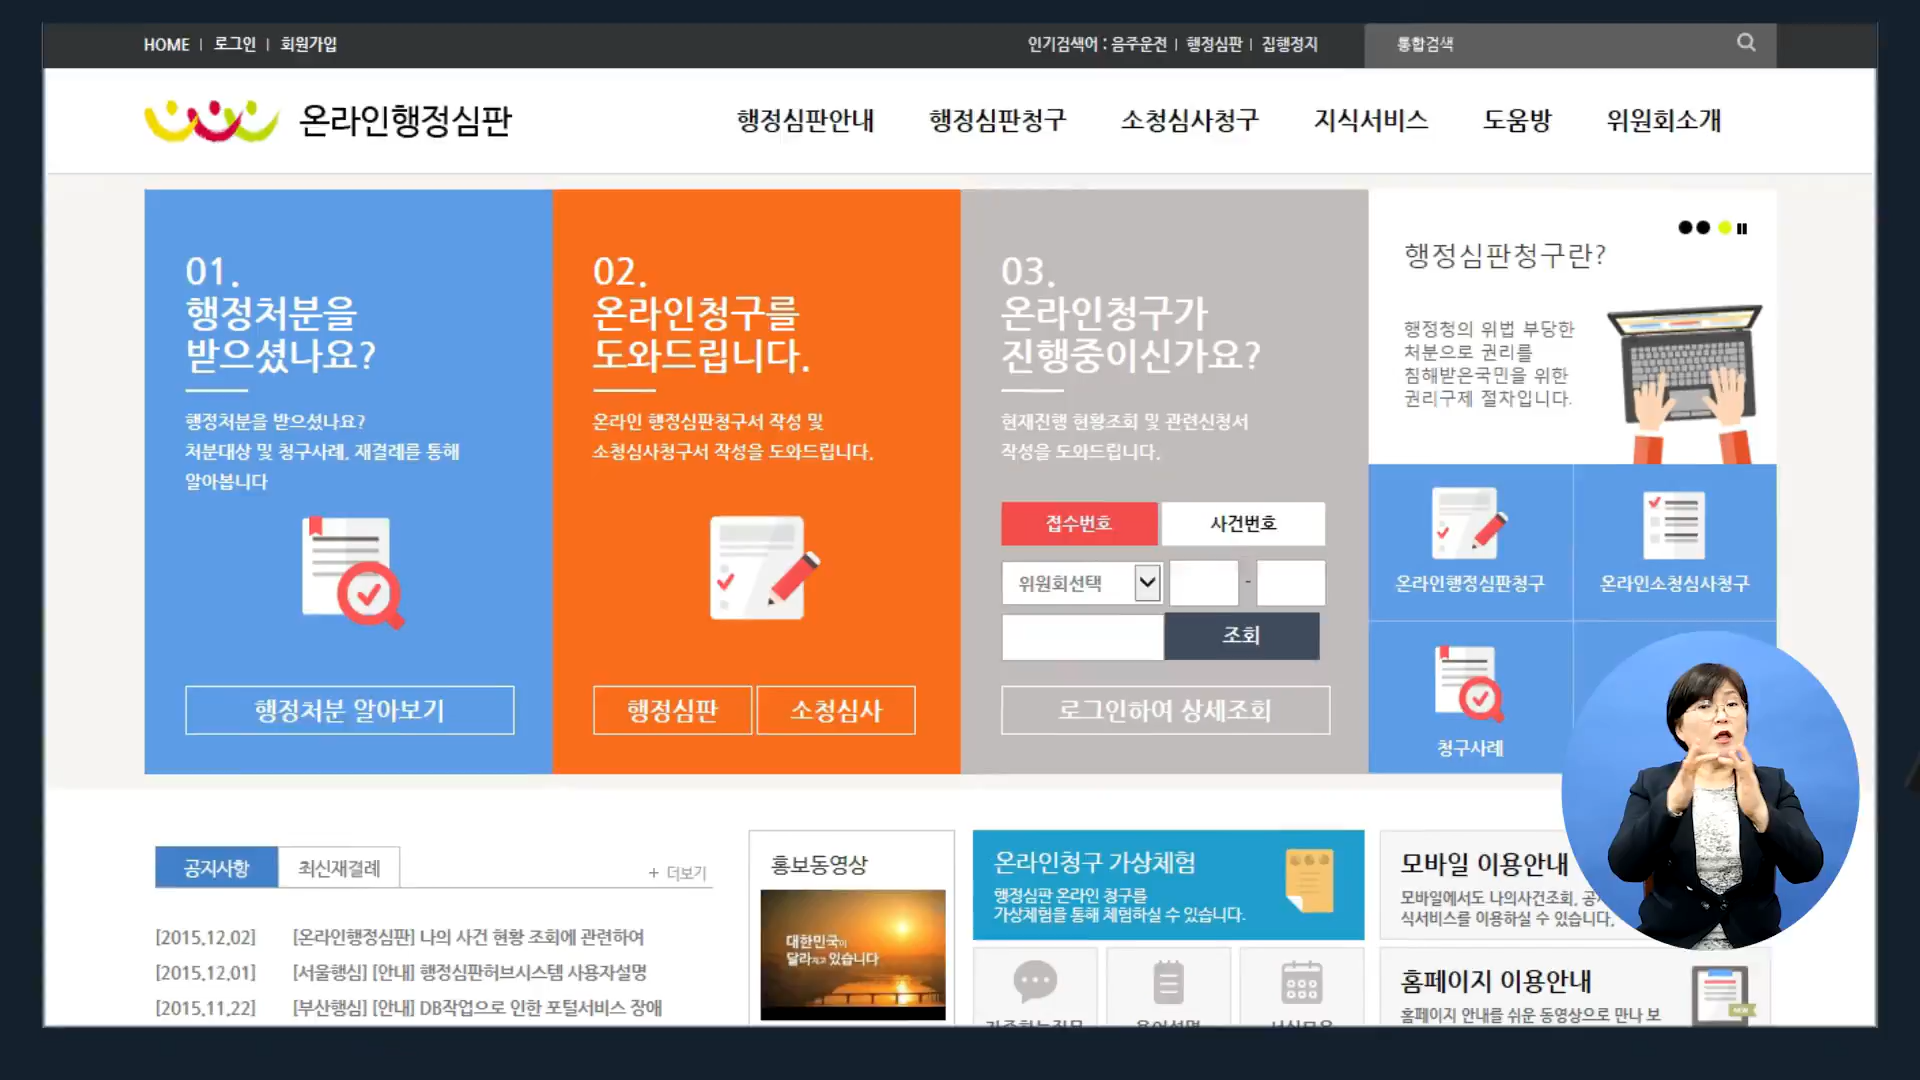 HOME | 로그인 | 회원가입
인기검색어 : 음주운전 | 행정심판 | 집행정지
통합검색
온라인행정심판
행정심판안내
행정심판청구
소청심사청구
지식서비스
도움방
위원회소개
01.
행정처분을
받으셨나요?
행정처분을 받으셨나요?
처분대상 및 청구사례, 재결례를 통해
알아봅니다
행정처분 알아보기
02.
온라인청구를
도와드립니다.
온라인 행정심판청구서 작성 및
소청심사청구서 작성을 도와드립니다.
행정심판
소청심사
03.
온라인청구가
진행중이신가요?
현재진행 현황조회 및 관련신청서
작성을 도와드립니다.
접수번호
사건번호
위원회선택
-
조회
로그인하여 상세조회
행정심판청구란?
행정청의 위법 부당한
처분으로 권리를
침해받은국민을 위한
권리구제 절차입니다.
온라인행정심판청구
온라인소청심사청구
청구사례
공지사항
최신재결례
+ 더보기
[2015.12.02] [온라인행정심판] 나의 사건 현황 조회에 관련하여
[2015.12.01] [서울행심] [안내] 행정심판허브시스템 사용자설명
[2015.11.22] [부산행심] [안내] DB작업으로 인한 포털서비스 장애
홍보동영상
대한민국이
달라지고 있습니다
온라인청구 가상체험
행정심판 온라인 청구를
가상체험을 통해 체험하실 수 있습니다.
모바일 이용안내
모바일에서도 나의사건조회, 
식서비스를 이용하실 수 있습니다.
홈페이지 이용안내
홈페이지 안내를 쉬운 동영상으로 만나 보
NEW